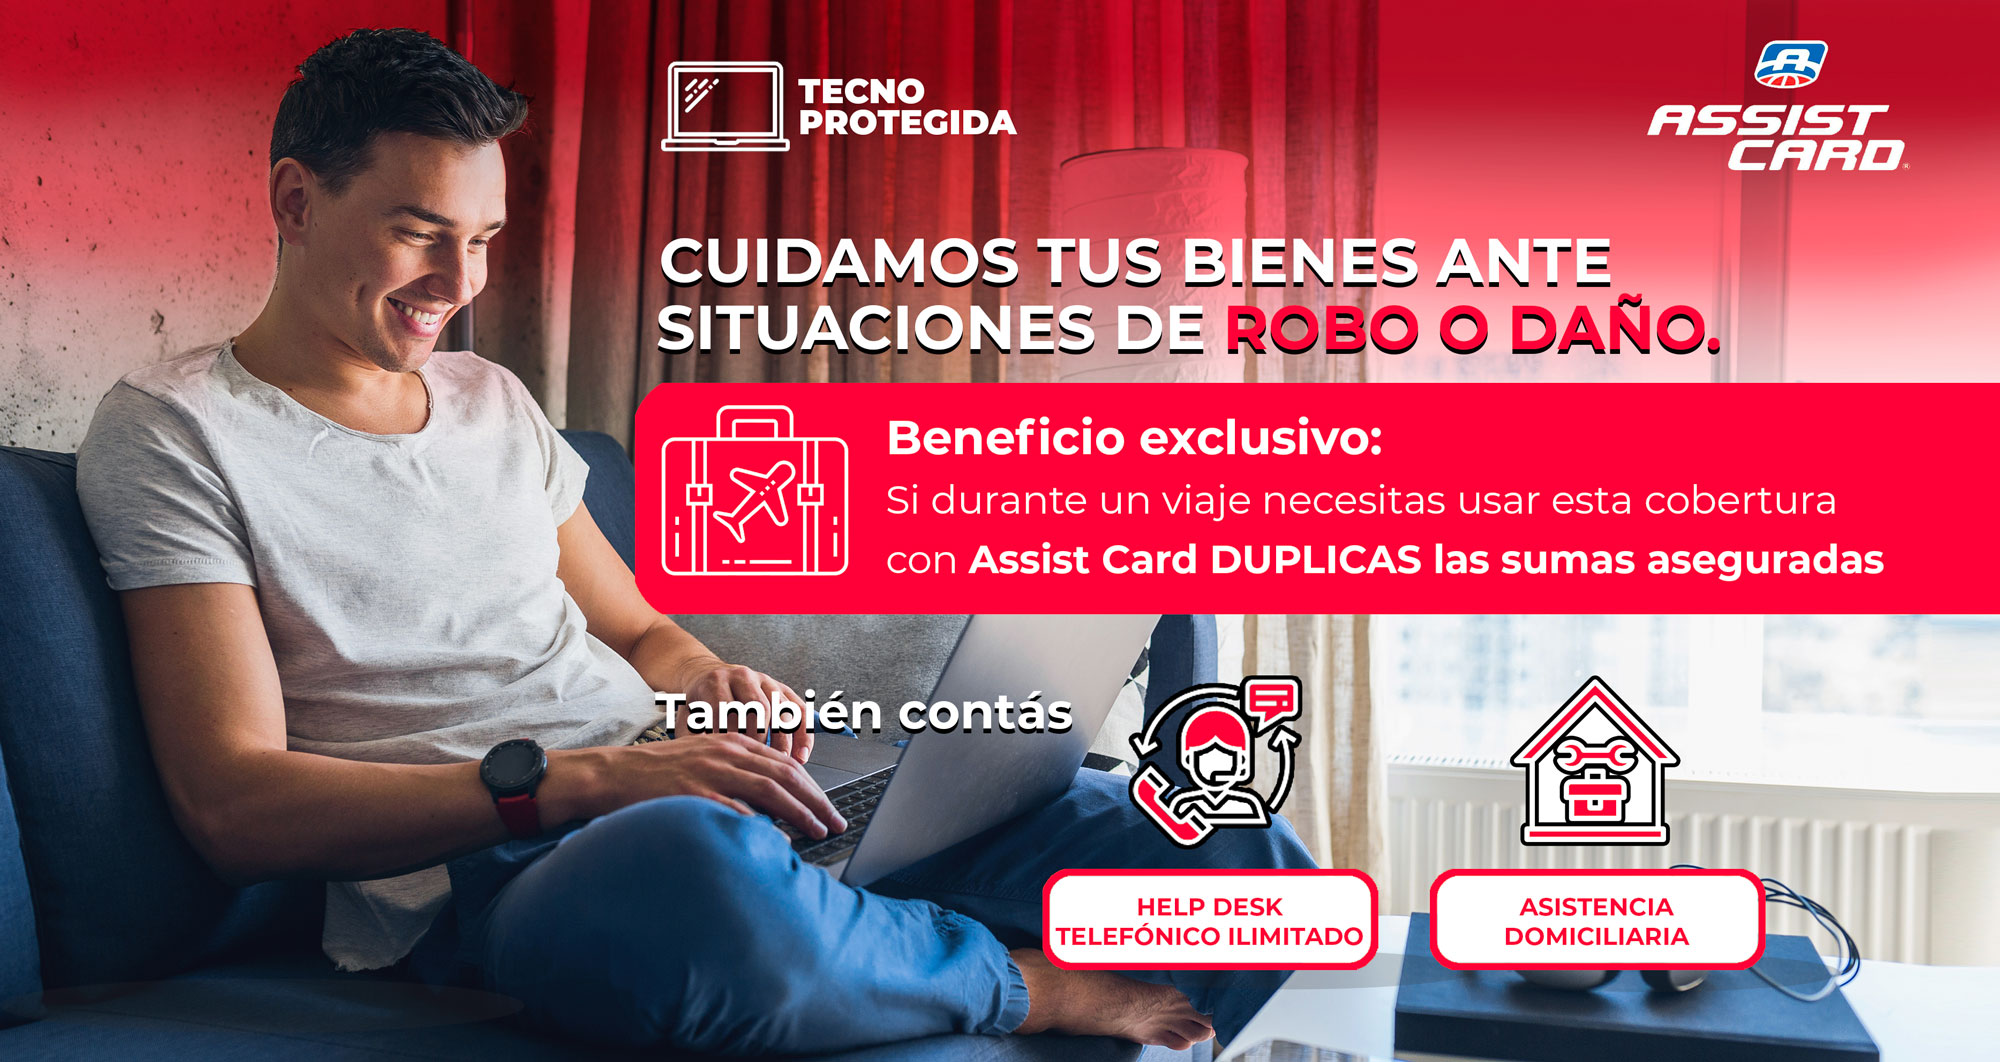 TECNO
PROTEGIDA
ASSIST
CARD®
CUIDAMOS TUS BIENES ANTE
SITUACIONES DE ROBO O DAÑO.
Beneficio exclusivo:
Si durante un viaje necesitas usar esta cobertura
con Assist Card DUPLICAS las sumas aseguradas
También contás
HELP DESK
TELEFÓNICO ILIMITADO
ASISTENCIA
DOMICILIARIA